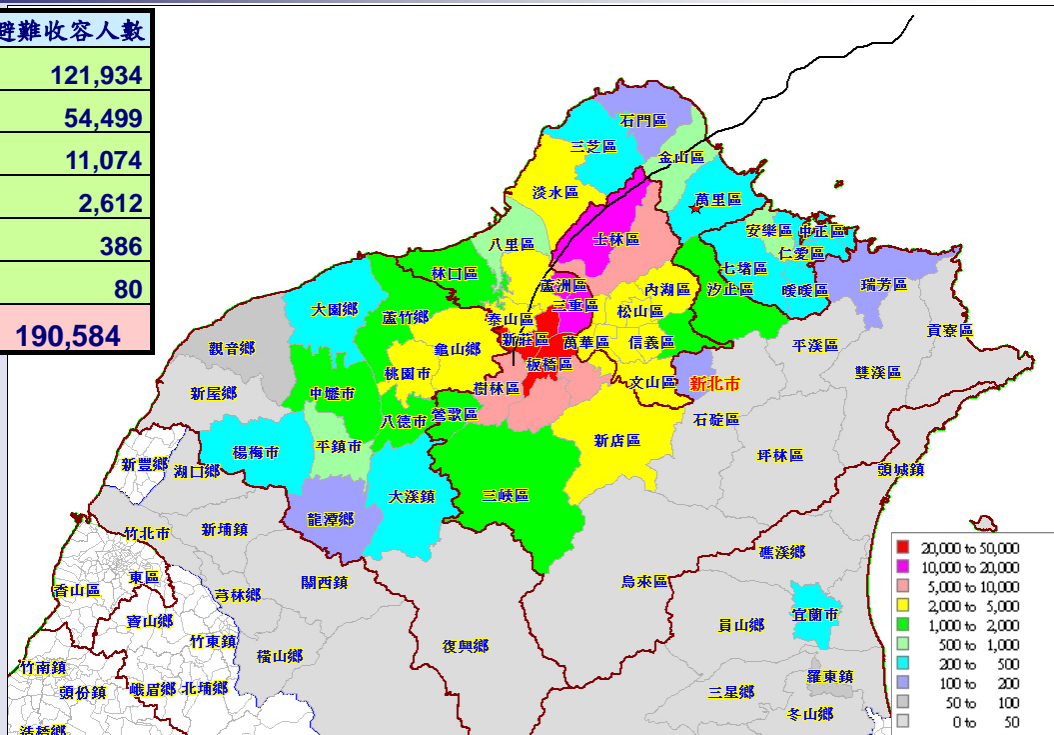 避難收容人數
121,934
54,499
11,074
2,612
386
80
190,584
石門區
三芝區
金山區
淡水區
萬里區
八里區
士林區
安樂區
中正區
仁愛區
林口區
七堵區
蘆洲區
內湖區
汐止區
暖暖區
瑞芳區
大園鄉
三重區
蘆竹鄉
泰山區
松山區
貢寮區
新莊區
萬華區
信義區
平溪區
觀音鄉
龜山鄉
板橋區
雙溪區
桃園市
文山區
新北市
新屋鄉
中壢市
樹林區
八德市
鶯歌區
石碇區
新店區
平鎮市
楊梅市
坪林區
新豐鄉
湖口鄉
頭城鎮
大溪鎮
三峽區
龍潭鄉
新埔鎮
竹北市
礁溪鄉
關西鎮
烏來區
東區
香山區
芎林鄉
宜蘭市
寶山鄉
員山鄉
竹東鎮
復興鄉
橫山鄉
竹南鎮
羅東鎮
頭份鎮
峨眉鄉
北埔鄉
三星鄉
冬山鄉
造橋鄉
20,000 to 50,000
10,000 to 20,000
5,000 to 10,000
2,000 to 5,000
1,000 to 2,000
500 to 1,000
200 to 500
100 to 200
50 to 100
0 to 50